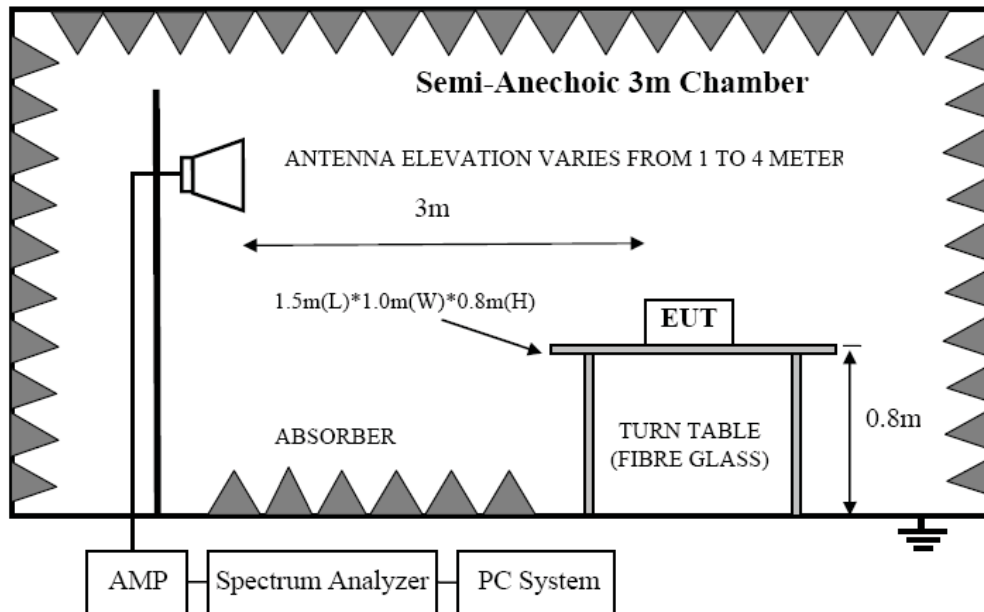 Semi-Anechoic 3m Chamber
ANTENNA ELEVATION VARIES FROM 1 TO 4 METER
3m
1.5m(L)*1.0m(W)*0.8m(H)
EUT
ABSORBER
TURN TABLE
(FIBRE GLASS)
0.8m
AMP
Spectrum Analyzer
PC System